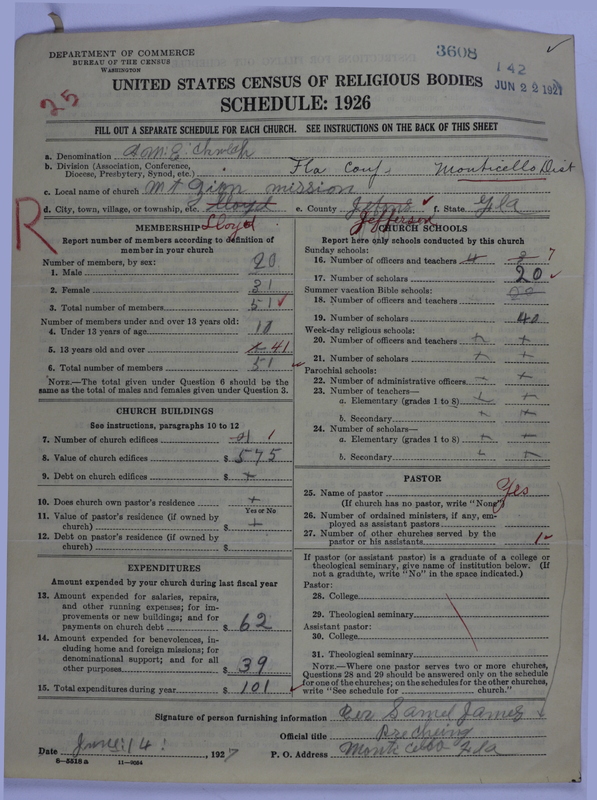 DEPARTMENT OF COMMERCE
BUREAU OF THE CENSUS
WASHINGTON
3608
142
JUN 22 1927
25
UNITED STATES CENSUS OF RELIGIOUS BODIES
SCHEDULE: 1926
FILL OUT A SEPARATE SCHEDULE FOR EACH CHURCH. SEE INSTRUCTIONS ON THE BACK OF THIS SHEET
a. Denomination A.M.E. Church
b. Division (Association, Conference, Diocese, Presbytery, Synod, etc.) Fla Conf, Monticello Dist
c. Local name of church Mt Zion mission
d. City, town, village, or township, etc. Lloyd e. County f. State Fla
R
Lloyd Jefferson
MEMBERSHIP
Report number of members according to definition of member in your church
Number of members, by sex:
1. Male 20
2. Female 31
3. Total number of members 51
Number of members under and over 13 years old:
4. Under 13 years of age 10
5. 13 years old and over 41
6. Total number of members 51
NOTE.—The total given under Question 6 should be the same as the total of males and females given under Question 3.
CHURCH BUILDINGS
See instructions, paragraphs 10 to 12
7. Number of church edifices 1
8. Value of church edifices $ 575
9. Debt on church edifices $ +
10. Does church own pastor's residence +
Yes or No
11. Value of pastor's residence (if owned by church) $ +
12. Debt on pastor's residence (if owned by church) $
EXPENDITURES
Amount expended by your church during last fiscal year
13. Amount expended for salaries, repairs, and other running expenses; for improvements or new buildings; and for payments on church debt $ 62
14. Amount expended for benevolences, including home and foreign missions; for denominational support; and for all other purposes $ 39
15. Total expenditures during year $ 101
CHURCH SCHOOLS
Report here only schools conducted by this church
Sunday schools:
16. Number of officers and teachers 4 7
17. Number of scholars 20
Summer vacation Bible schools:
18. Number of officers and teachers
19. Number of scholars 40
Week-day religious schools:
20. Number of officers and teachers + +
21. Number of scholars + +
Parochial schools:
22. Number of administrative officers +
23. Number of teachers—
a. Elementary (grades 1 to 8) +
b. Secondary +
24. Number of scholars—
a. Elementary (grades 1 to 8) + +
b. Secondary +
PASTOR
25. Name of pastor Yes
(If church has no pastor, write "None")
26. Number of ordained ministers, if any, employed as assistant pastors
27. Number of other churches served by the pastor or his assistants 1
If pastor (or assistant pastor) is a graduate of a college or theological seminary, give name of institution below. (If not a graduate, write "No" in the space indicated.)
Pastor:
28. College
29. Theological seminary
Assistant pastor:
30. College
31. Theological seminary
NOTE.—Where one pastor serves two or more churches, Questions 28 and 29 should be answered only on the schedule for one of the churches; on the schedules for the other churches, write "See schedule for church."
Signature of person furnishing information Rev Samel James
Official title Preching
Date June 14, 1927 P. O. Address Monticello Fla
8—5518 a 11—9064